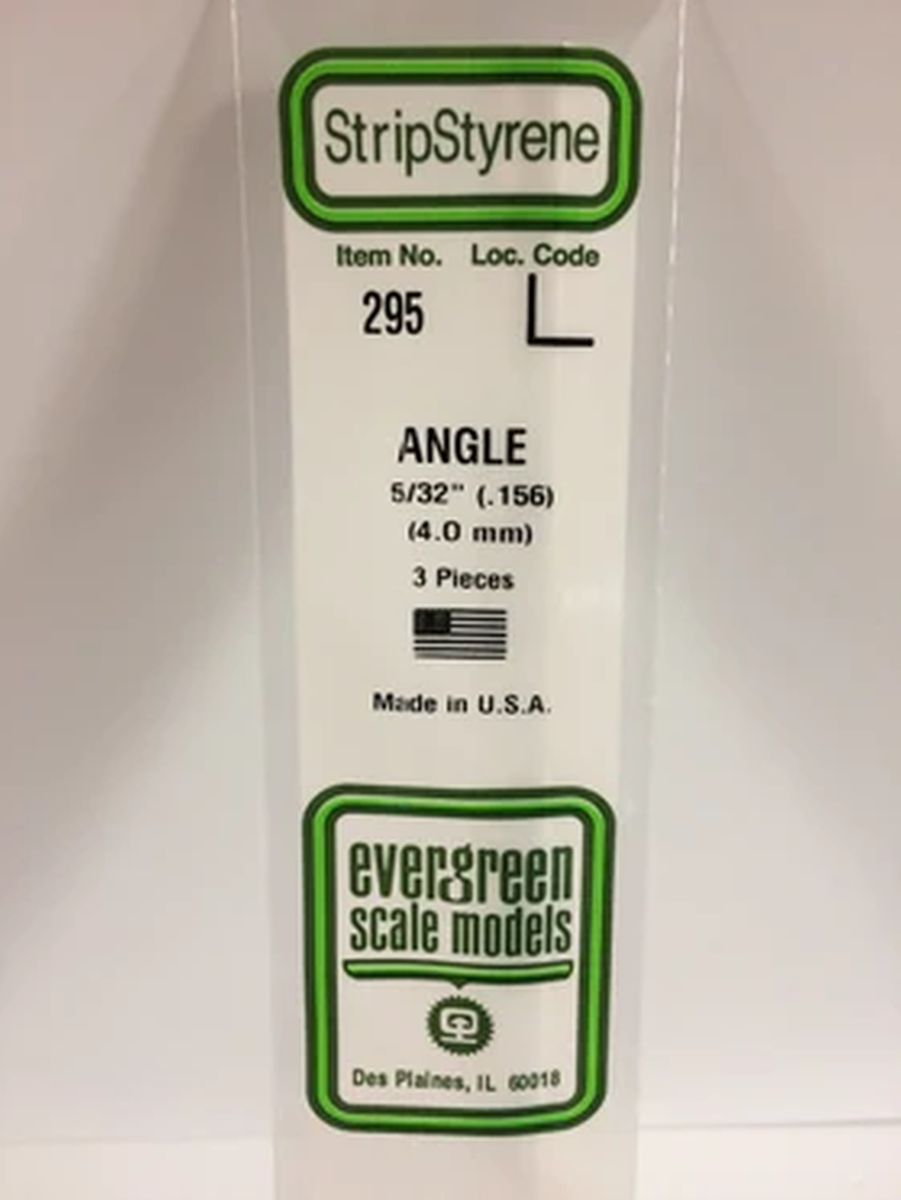 StripStyrene
Item No. Loc. Code
295
ANGLE
5/32" (.156)
(4.0 mm)
3 Pieces
Made in U.S.A.
evergreen
scale models
Des Plaines, IL 60018